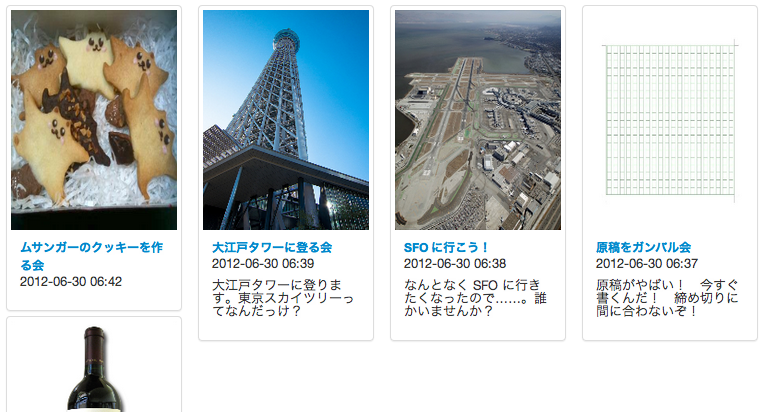 ムサンガーのクッキーを作
る会
2012-06-30 06:42
大江戸タワーに登る会
2012-06-30 06:39
大江戸タワーに登りま
す。東京スカイツリーっ
てなんだっけ？
SFO に行こう！
2012-06-30 06:38
なんとなく SFO に行き
たくなったので……。誰
かいませんか？
原稿をガンバル会
2012-06-30 06:37
原稿がやばい！　今すぐ
書くんだ！　締め切りに
間に合わないぞ！